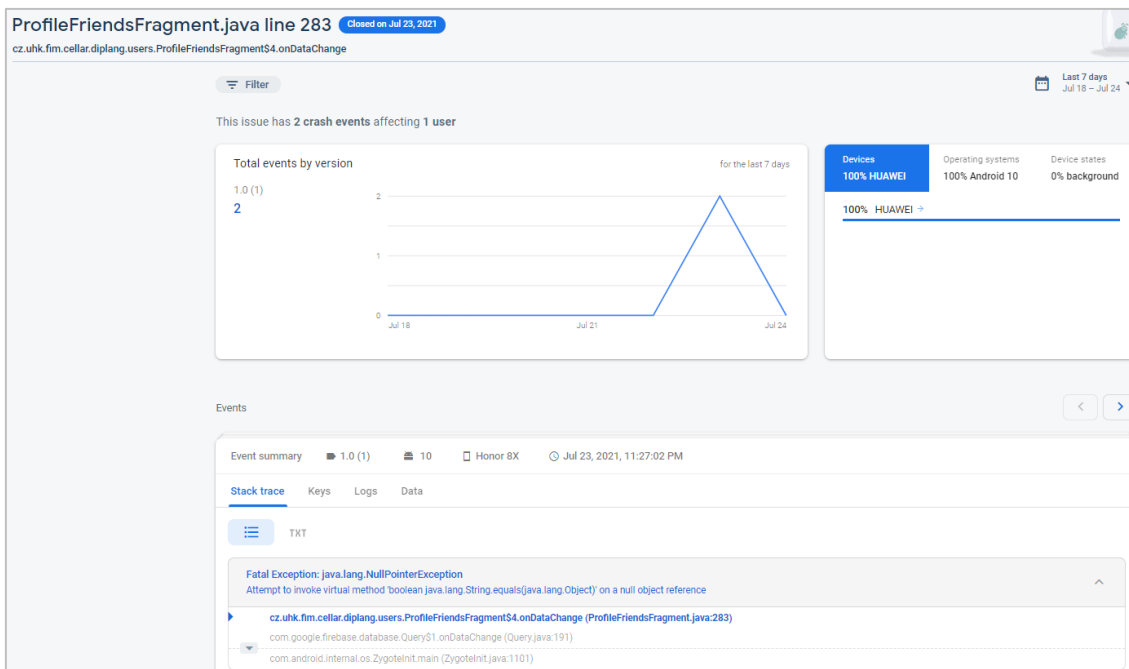 ProfileFriendsFragment.java line 283 Closed on Jul 23, 2021
cz.uhk.fim.cellar.diplang.users.ProfileFriendsFragment$4.onDataChange
Filter
Last 7 days
Jul 18 – Jul 24
This issue has 2 crash events affecting 1 user
Total events by version
for the last 7 days
1.0 (1)
2
2
1
0
Jul 18 Jul 21 Jul 24
Devices Operating systems Device states
100% HUAWEI 100% Android 10 0% background
100% HUAWEI
Events
Event summary 1.0 (1) 10 Honor 8X Jul 23, 2021, 11:27:02 PM
Stack trace Keys Logs Data
TXT
Fatal Exception: java.lang.NullPointerException
Attempt to invoke virtual method 'boolean java.lang.String.equals(java.lang.Object)' on a null object reference
cz.uhk.fim.cellar.diplang.users.ProfileFriendsFragment$4.onDataChange (ProfileFriendsFragment.java:283)
com.google.firebase.database.Query$1.onDataChange (Query.java:191)
com.android.internal.os.ZygoteInit.main (ZygoteInit.java:1101)